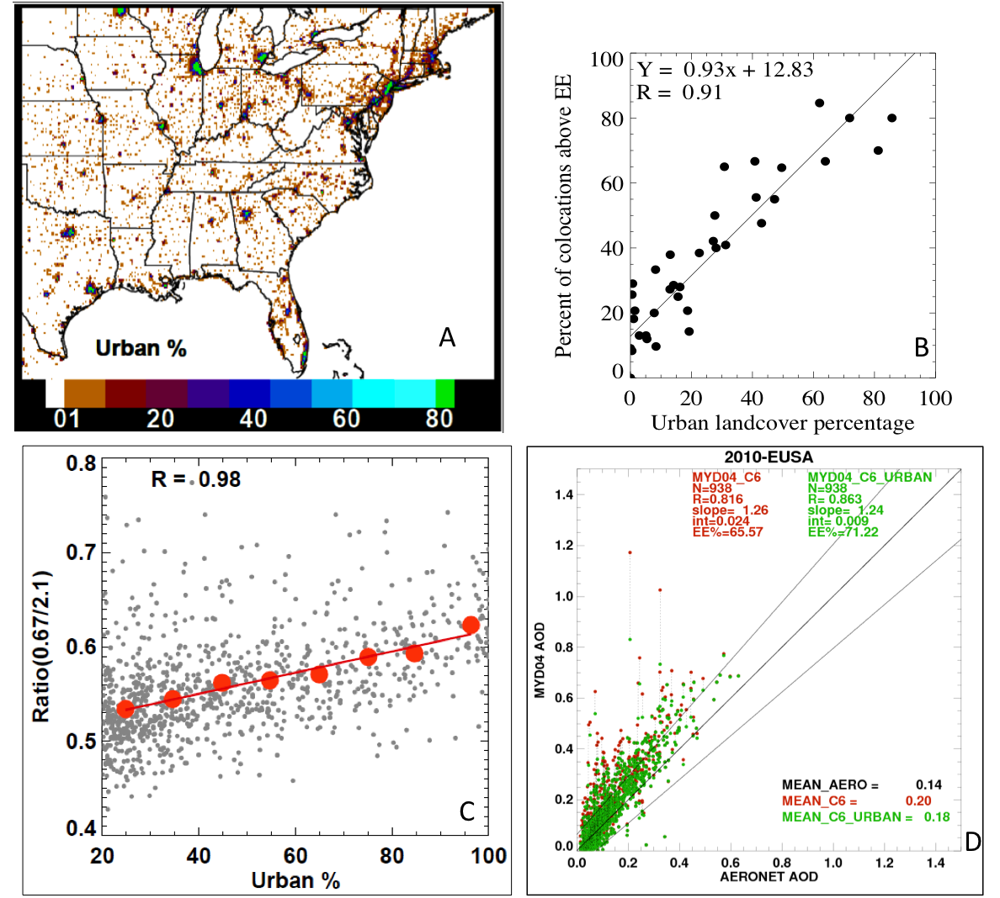 A
Urban %
01 20 40 60 80
Y = 0.93x + 12.83
R = 0.91
Percent of colocations above EE
100
80
60
40
20
0
B
0 20 40 60 80 100
Urban landcover percentage
R = 0.98
Ratio(0.67/2.1)
0.8
0.7
0.6
0.5
0.4
C
20 40 60 80 100
Urban %
2010-EUSA
MYD04_C6
N=938
R=0.816
slope= 1.26
int=0.024
EE%=65.57
MYD04_C6_URBAN
N=938
R= 0.863
slope= 1.24
int= 0.009
EE%=71.22
MYD04 AOD
1.4
1.2
1.0
0.8
0.6
0.4
0.2
0.0
MEAN_AERO = 0.14
MEAN_C6 = 0.20
MEAN_C6_URBAN = 0.18
D
0.0 0.2 0.4 0.6 0.8 1.0 1.2 1.4
AERONET AOD